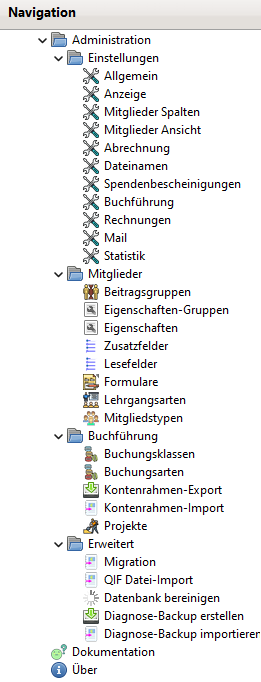 Navigation
Administration
Einstellungen
Allgemein
Anzeige
Mitglieder Spalten
Mitglieder Ansicht
Abrechnung
Dateinamen
Spendenbescheinigungen
Buchführung
Rechnungen
Mail
Statistik
Mitglieder
Beitragsgruppen
Eigenschaften-Gruppen
Eigenschaften
Zusatzfelder
Lesefelder
Formulare
Lehrgangsarten
Mitgliedstypen
Buchführung
Buchungsklassen
Buchungsarten
Kontenrahmen-Export
Kontenrahmen-Import
Projekte
Erweitert
Migration
QIF Datei-Import
Datenbank bereinigen
Diagnose-Backup erstellen
Diagnose-Backup importieren
Dokumentation
Über